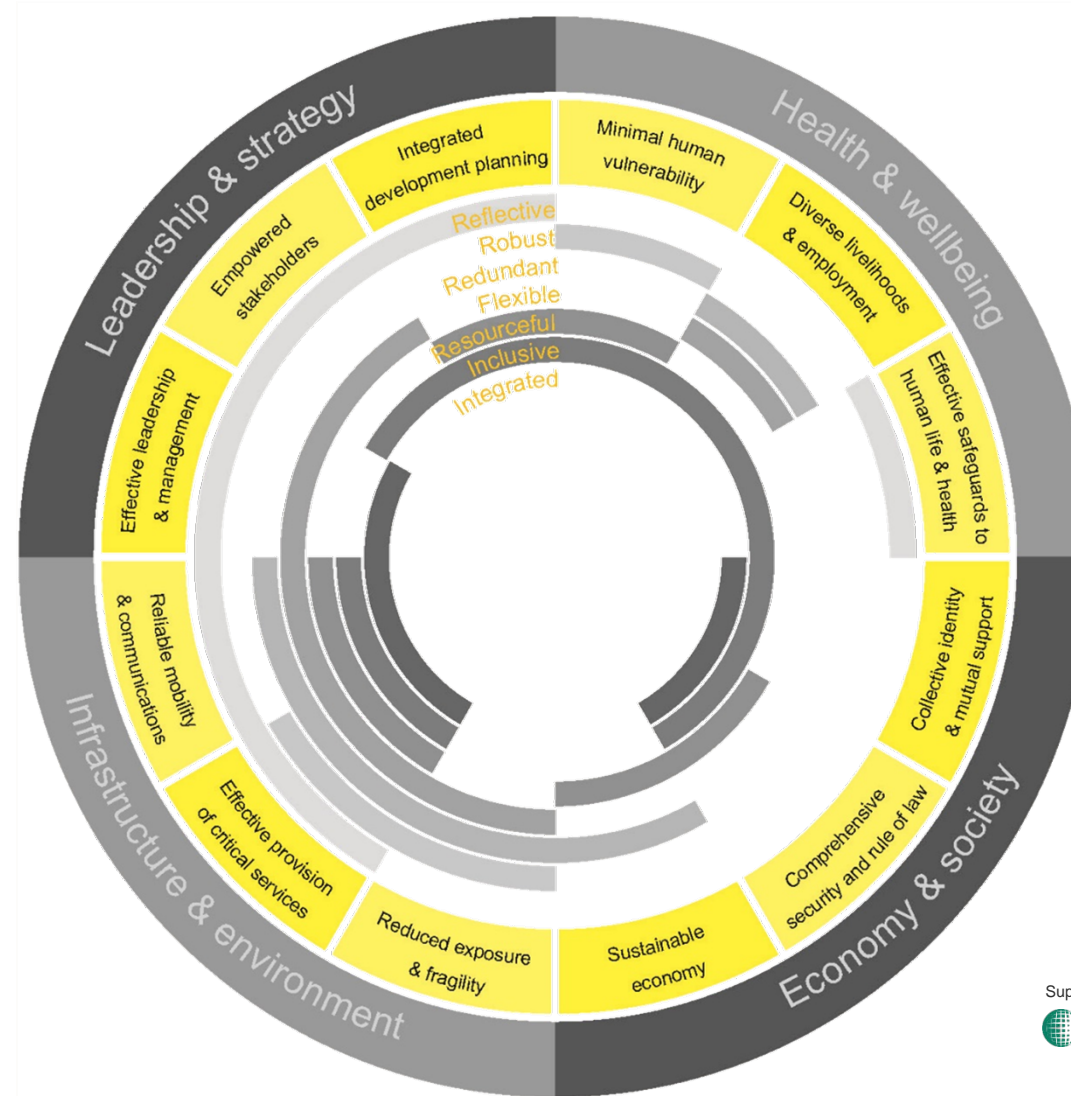 Leadership & strategy
Health & wellbeing
Integrated
development planning
Minimal human
vulnerability
Empowered
stakeholders
Diverse livelihoods
& employment
Reflective
Robust
Redundant
Flexible
Resourceful
Inclusive
Integrated
Effective leadership
& management
Effective safeguards to
human life & health
Reliable mobility
& communications
Collective identity
& mutual support
Effective provision
of critical services
Comprehensive
security and rule of law
Reduced exposure
& fragility
Sustainable
economy
Infrastructure & environment
Economy & society
Sup